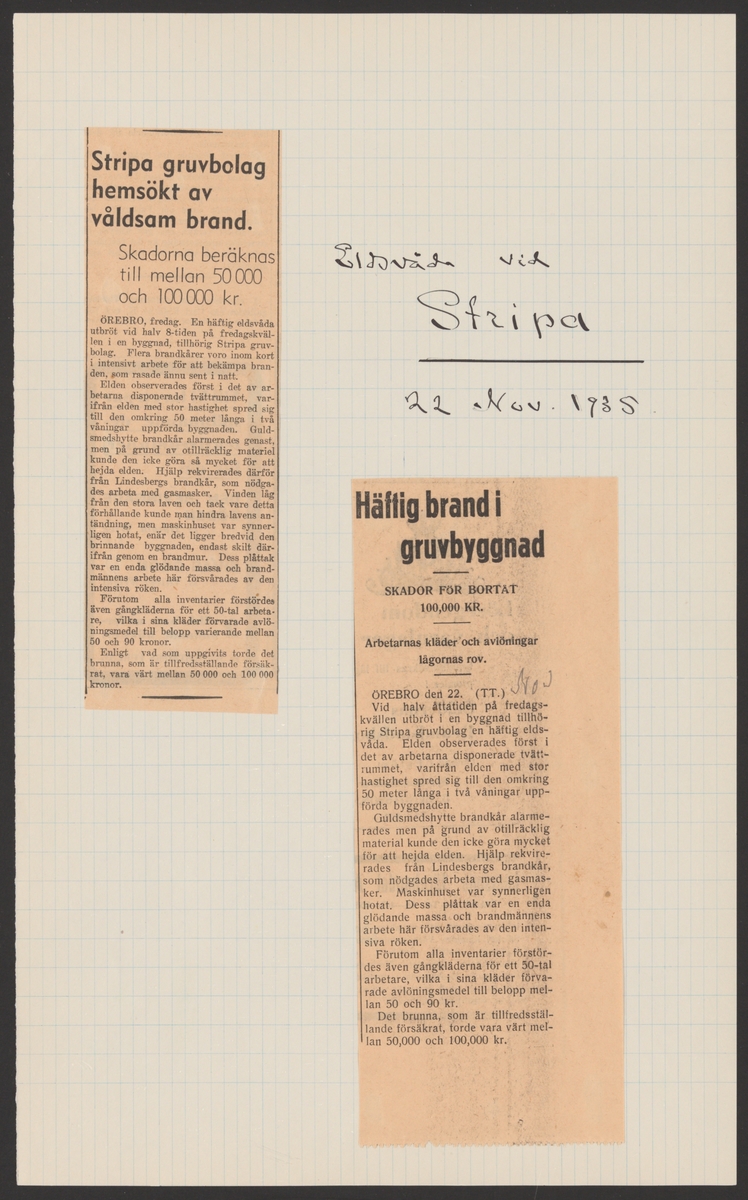 Stripa gruvbolag
hemsökt av
våldsam brand.
Skadorna beräknas
till mellan 50 000
och 100 000 kr.
ÖREBRO, fredag. En häftig eldsvåda
utbröt vid halv 8-tiden på fredagskväl-
len i en byggnad, tillhörig Stripa gruv-
bolag. Flera brandkårer voro inom kort
i intensivt arbete för att bekämpa bran-
den, som rasade ännu sent i natt.
Elden observerades först i det av ar-
betarna disponerade tvättrummet, var-
ifrån elden med stor hastighet spred sig
till den omkring 50 meter långa i två
våningar uppförda byggnaden. Guld-
smedshytte brandkår alarmerades genast,
men på grund av otillräcklig materiel
kunde den icke göra så mycket för att
hejda elden. Hjälp rekvirerades därför
från Lindesbergs brandkår, som nödga-
des arbeta med gasmasker. Vinden låg
från den stora laven och tack vare detta
förhållande kunde man hindra lavens an-
tändning, men maskinhuset var synner-
ligen hotat, enär det ligger bredvid den
brinnande byggnaden, endast skilt där-
ifrån genom en brandmur. Dess plåttak
var en enda glödande massa och brand-
männens arbete här försvårades av den
intensiva röken.
Förutom alla inventarier förstördes
även gångkläderna för ett 50-tal arbeta-
re, vilka i sina kläder förvarade avlö-
ningsmedel till belopp varierande mellan
50 och 90 kronor.
Enligt vad som uppgivits torde det
brunna, som är tillfredsställande försäk-
rat, vara värt mellan 50 000 och 100 000
kronor.
Eldsvåda vid
Stripa
22 Nov. 1935.
Häftig brand i
gruvbyggnad
SKADOR FÖR BORTÅT
100,000 KR.
Arbetarnas kläder och avlöningar
lågornas rov.
ÖREBRO den 22. (TT.) Nov
Vid halv åttatiden på fredags-
kvällen utbröt i en byggnad tillhö-
rig Stripa gruvbolag en häftig elds-
våda. Elden observerades först i
det av arbetarna disponerade tvätt-
rummet, varifrån elden med stor
hastighet spred sig till den omkring
50 meter långa i två våningar upp-
förda byggnaden.
Guldsmedshytte brandkår alarme-
rades men på grund av otillräcklig
material kunde den icke göra mycket
för att hejda elden. Hjälp rekvire-
rades från Lindesbergs brandkår,
som nödgades arbeta med gasmas-
ker. Maskinhuset var synnerligen
hotat. Dess plåttak var en enda
glödande massa och brandmännens
arbete här försvårades av den inten-
siva röken.
Förutom alla inventarier förstör-
des även gångkläderna för ett 50-tal
arbetare, vilka i sina kläder förva-
rade avlöningsmedel till belopp mel-
lan 50 och 90 kr.
Det brunna, som är tillfredsstäl-
lande försäkrat, torde vara värt mel-
lan 50,000 och 100,000 kr.